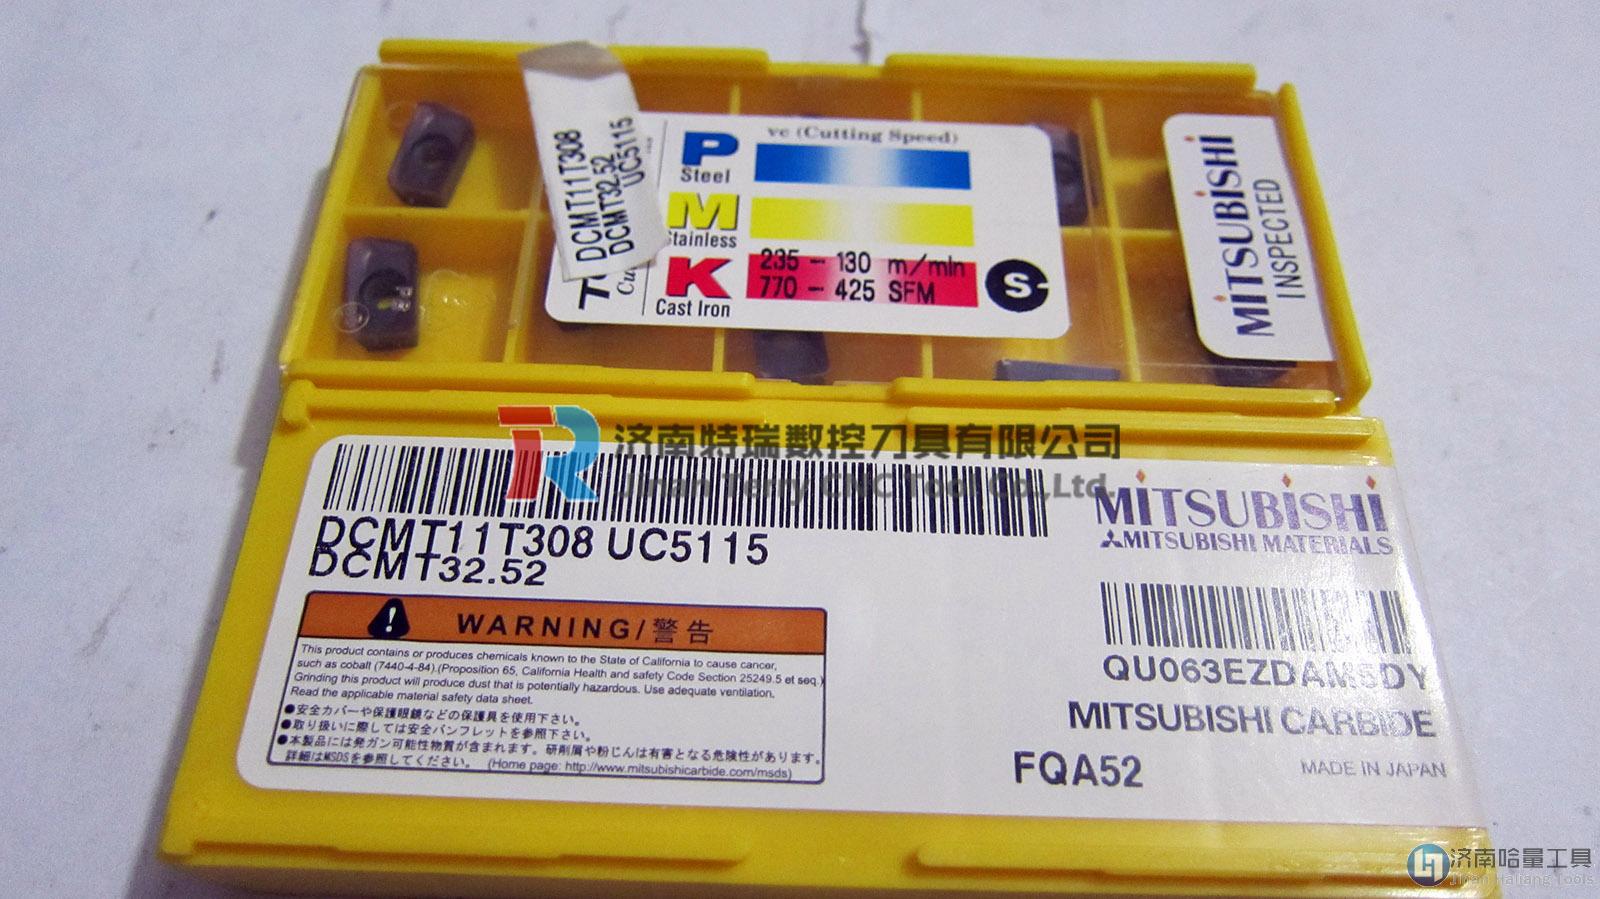 DCMT11T308
DCMT32.52
UC5115
vc (Cutting Speed)
P
Steel
M
Stainless
K
Cast Iron
235 - 130 m/min
770 - 425 SFM
S
MITSUBISHI
INSPECTED
济南特瑞数控刀具有限公司
Jinan Terry CNC Tool Co.,Ltd.
DCMT11T308 UC5115
DCMT32.52
MITSUBISHI
MITSUBISHI MATERIALS
WARNING/警告
This product contains or produces chemicals known to the State of California to cause cancer,
such as cobalt (7440-4-84).(Proposition 65, California Health and safety Code Section 25249.5 et seq.)
Grinding this product will produce dust that is potentially hazardous. Use adequate ventilation.
Read the applicable material safety data sheet.
●安全カバーや保護眼鏡などの保護具を使用下さい。
●取り扱いに際しては安全パンフレットを参照下さい。
●本製品には発ガン可能性物質が含まれます。研削屑や粉じんは有害となる危険性があります。
詳細はMSDSを参照してください。 (Home page: http://www.mitsubishicarbide.com/msds)
QU063EZDAM5DY
MITSUBISHI CARBIDE
FQA52
MADE IN JAPAN
济南哈量工具
Jinan Haliang Tools